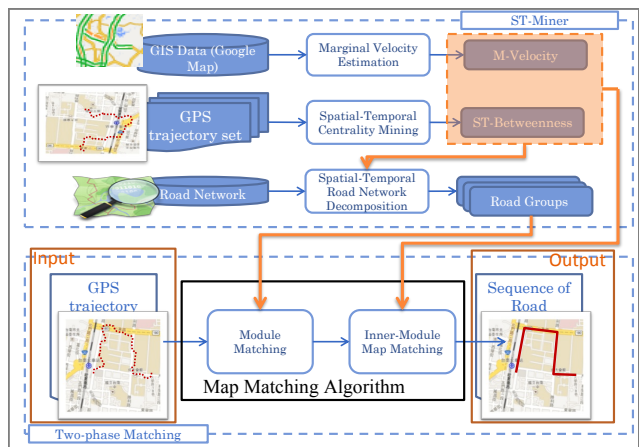 ST-Miner
GIS Data (Google
Map)
Marginal Velocity
Estimation
M-Velocity
GPS
trajectory set
Spatial-Temporal
Centrality Mining
ST-Betweenness
Road Network
Spatial-Temporal
Road Network
Decomposition
Road Groups
Input
GPS
trajectory
Module
Matching
Inner-Module
Map Matching
Map Matching Algorithm
Output
Sequence of
Road
Two-phase Matching